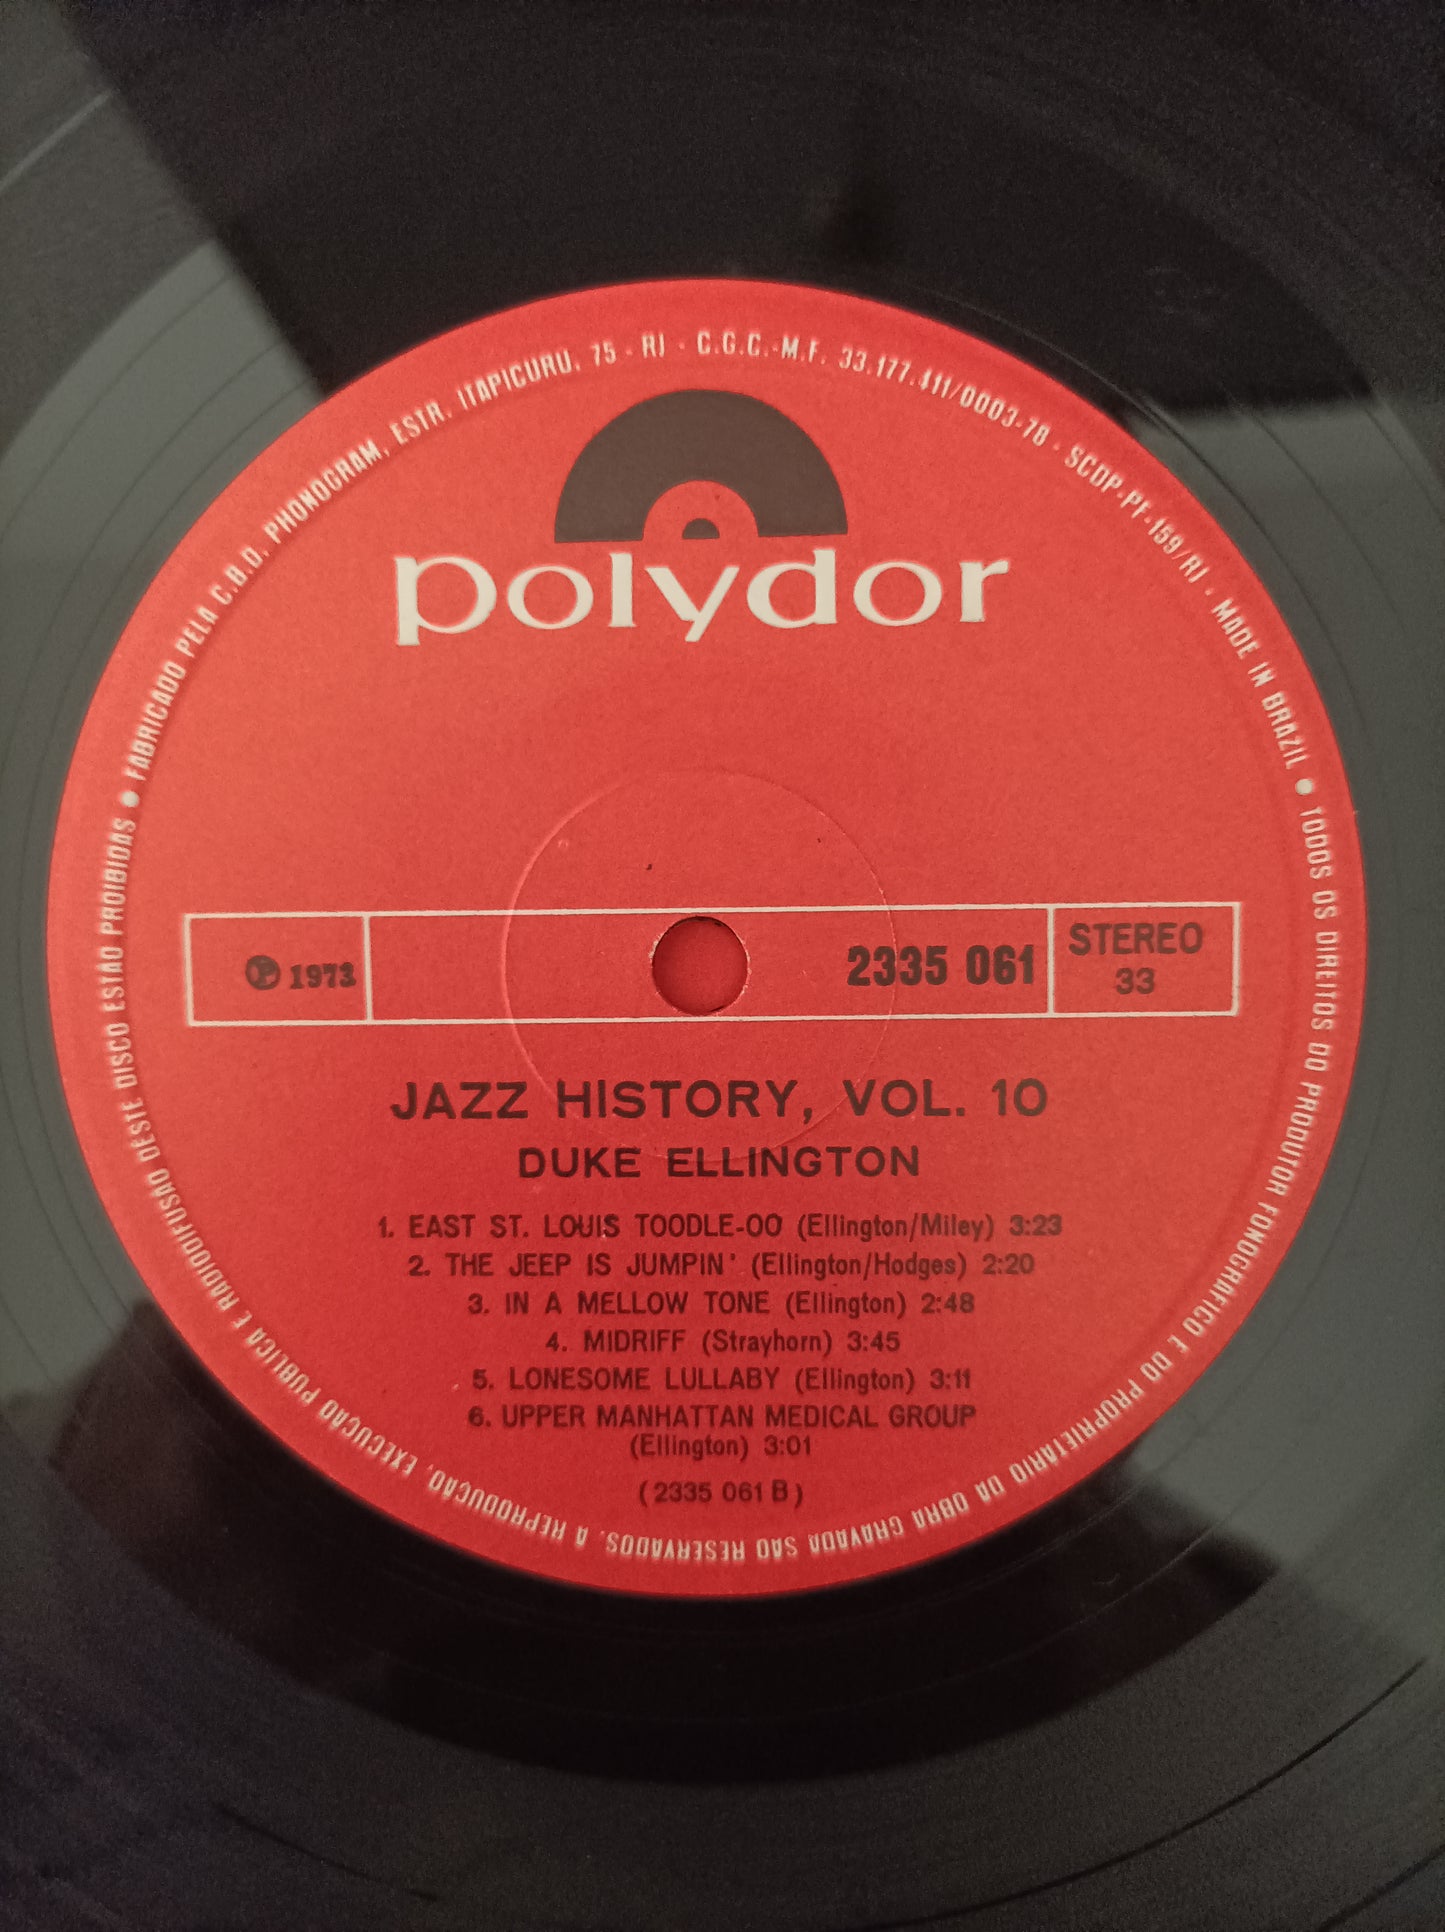 FABRICADO PELA C.B.D. PHONOGRAM, ESTR. ITAPICURU, 75 - RJ - C.G.C.-M.F. 33.177.411/0003-78 - SCDP-PF-159/RJ - MADE IN BRAZIL
polydor
℗ 1973
2335 061
STEREO
33
JAZZ HISTORY, VOL. 10
DUKE ELLINGTON
1. EAST ST. LOUIS TOODLE-OO (Ellington/Miley) 3:23
2. THE JEEP IS JUMPIN' (Ellington/Hodges) 2:20
3. IN A MELLOW TONE (Ellington) 2:48
4. MIDRIFF (Strayhorn) 3:45
5. LONESOME LULLABY (Ellington) 3:11
6. UPPER MANHATTAN MEDICAL GROUP
(Ellington) 3:01
(2335 061 B)
TODOS OS DIREITOS DO PRODUTOR FONOGRAFICO E DO PROPRIETARIO DA OBRA GRAVADA SAO RESERVADOS. A REPRODUÇÃO, EXECUÇÃO PUBLICA E RADIODIFUSÃO DESTE DISCO ESTÃO PROIBIDAS